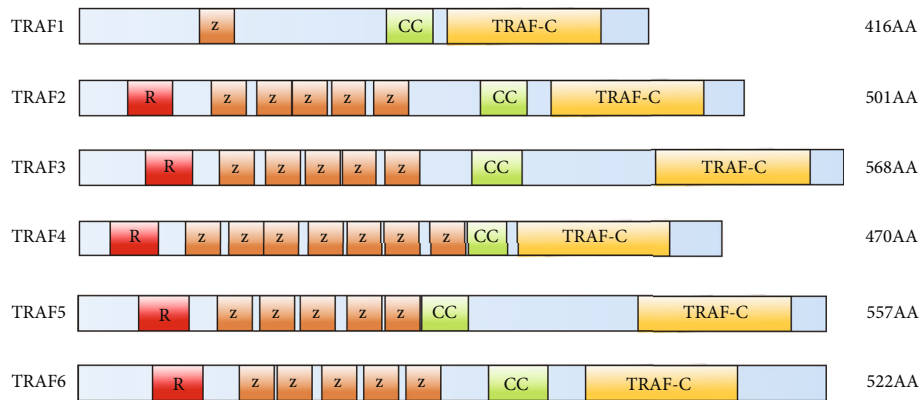 TRAF1 z CC TRAF-C 416AA
TRAF2 R z z z z z CC TRAF-C 501AA
TRAF3 R z z z z z CC TRAF-C 568AA
TRAF4 R z z z z z z z CC TRAF-C 470AA
TRAF5 R z z z z z CC TRAF-C 557AA
TRAF6 R z z z z z CC TRAF-C 522AA